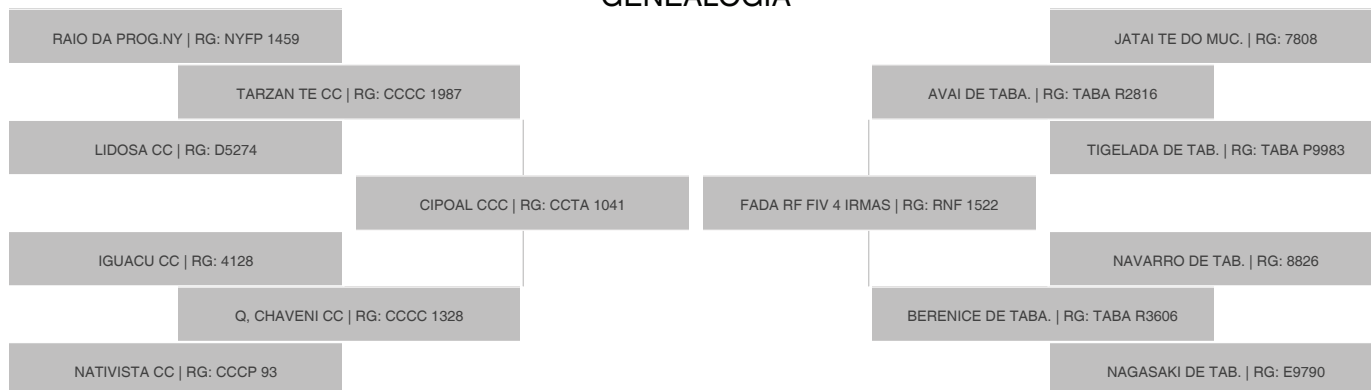 GENEALOGIA
RAIO DA PROG.NY | RG: NYFP 1459
JATAI TE DO MUC. | RG: 7808
TARZAN TE CC | RG: CCCC 1987
AVAI DE TABA. | RG: TABA R2816
LIDOSA CC | RG: D5274
TIGELADA DE TAB. | RG: TABA P9983
CIPOAL CCC | RG: CCTA 1041
FADA RF FIV 4 IRMAS | RG: RNF 1522
IGUACU CC | RG: 4128
NAVARRO DE TAB. | RG: 8826
Q, CHAVENI CC | RG: CCCC 1328
BERENICE DE TABA. | RG: TABA R3606
NATIVISTA CC | RG: CCCP 93
NAGASAKI DE TAB. | RG: E9790